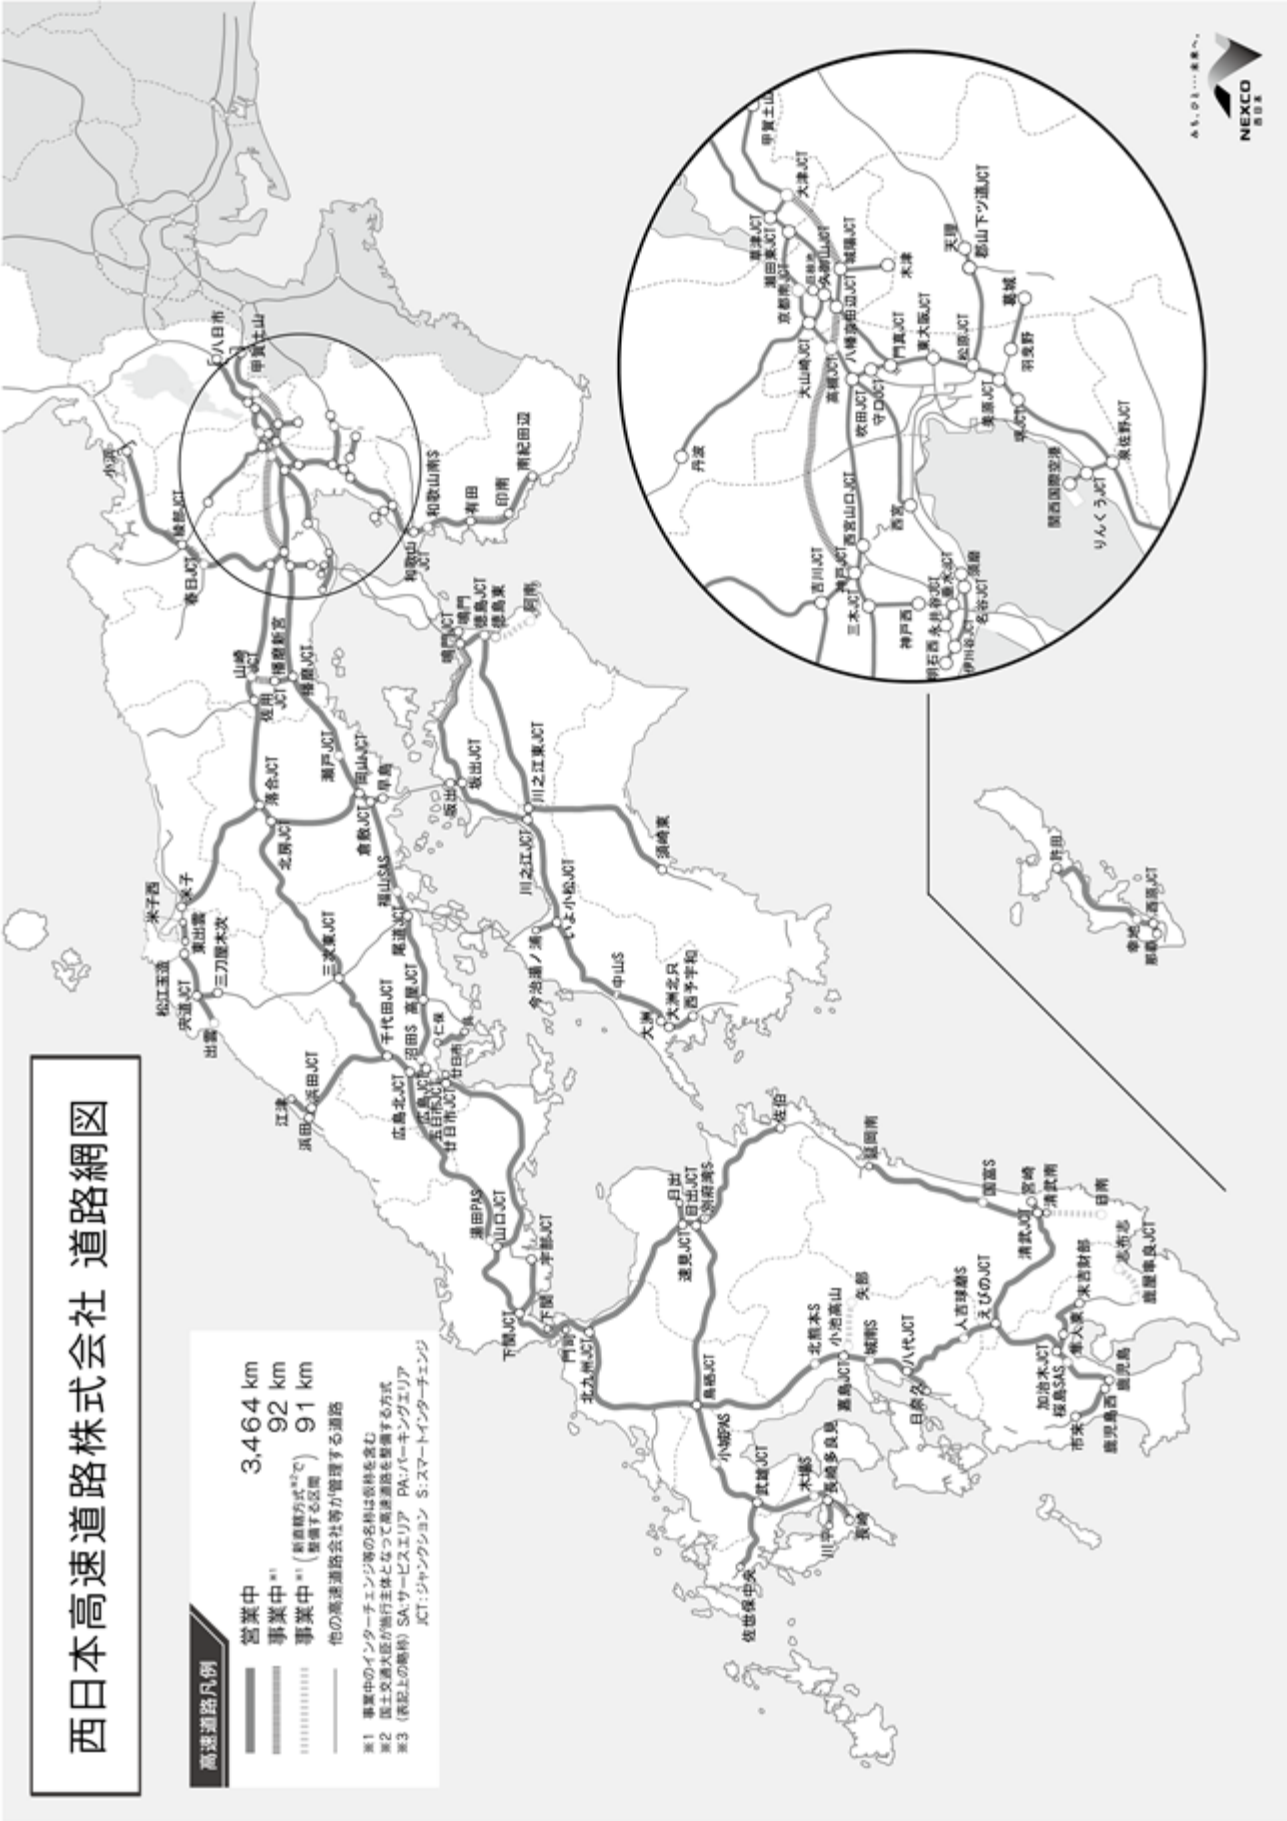 西日本高速道路株式会社 道路網図
高速道路凡例
営業中 3,464 km
事業中※1 92 km
事業中※1(新直轄方式※2で整備する区間) 91 km
他の高速道路会社等が管理する道路
※1 事業中のインターチェンジ等の名称は仮称を含む
※2 国土交通大臣が施行主体となって高速道路を整備する方式
※3 (表記上の略称) SA:サービスエリア PA:パーキングエリア
JCT:ジャンクション S:スマートインターチェンジ
みち、ひと…未来へ。
NEXCO
西日本
小浜
綾部JCT
春日JCT
八日市
甲賀土山
和歌山JCT
和歌山南S
有田
印南
南紀田辺
山崎JCT
播磨新宮
播磨JCT
佐用JCT
瀬戸JCT
岡山JCT
早島
倉敷JCT
落合JCT
北房JCT
福山SAS
尾道JCT
高屋JCT
米子西
米子
東出雲
松江玉造
宍道JCT
三刀屋木次
出雲
三次東JCT
千代田JCT
沼田S
仁保
呉
廿日市
広島JCT
五日市JCT
廿日市JCT
広島北JCT
江津
浜田JCT
浜田
湯田PAS
山口JCT
宇部JCT
下関JCT
下関
門司
北九州JCT
鳴門JCT
鳴門
徳島JCT
徳島東
阿南
坂出
坂出JCT
川之江東JCT
川之江JCT
須崎東
いよ小松JCT
今治湯ノ浦
中山S
大洲
大洲北只
西予宇和
日出
日出JCT
別府湾S
速見JCT
佐伯
延岡南
国富S
宮崎
清武南
清武JCT
日南
志布志
鹿屋串良JCT
末吉財部
隼人東
加治木JCT
桜島SAS
鹿児島
鹿児島西
市来
えびのJCT
人吉球磨S
八代JCT
日奈久
城南S
矢部
小池高山
嘉島JCT
北熊本S
鳥栖JCT
小城PAS
武雄JCT
佐世保中央
木場S
長崎多良見
川平
長崎
許田
西原JCT
幸地
那覇
甲賀土山
大津JCT
草津JCT
瀬田東JCT
京都南JCT
巨椋池
久御山JCT
城陽JCT
木津
八幡京田辺JCT
大山崎JCT
高槻JCT
丹波
門真JCT
守口JCT
吹田JCT
東大阪JCT
松原JCT
天理
郡山下ツ道JCT
葛城
羽曳野
美原JCT
堺JCT
関西国際空港
りんくうJCT
泉佐野JCT
西宮山口JCT
西宮
神戸JCT
吉川JCT
三木JCT
神戸西
永井谷JCT
垂水JCT
須磨
名谷JCT
伊川谷JCT
明石西